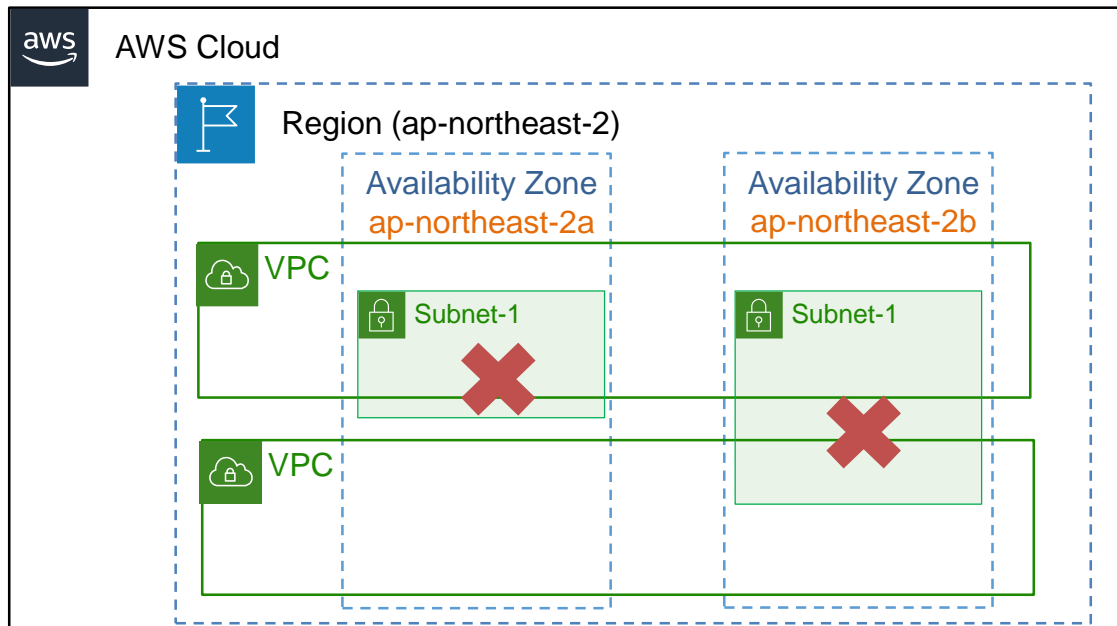 aws
AWS Cloud
Region (ap-northeast-2)
Availability Zone
ap-northeast-2a
Availability Zone
ap-northeast-2b
VPC
Subnet-1
Subnet-1
VPC